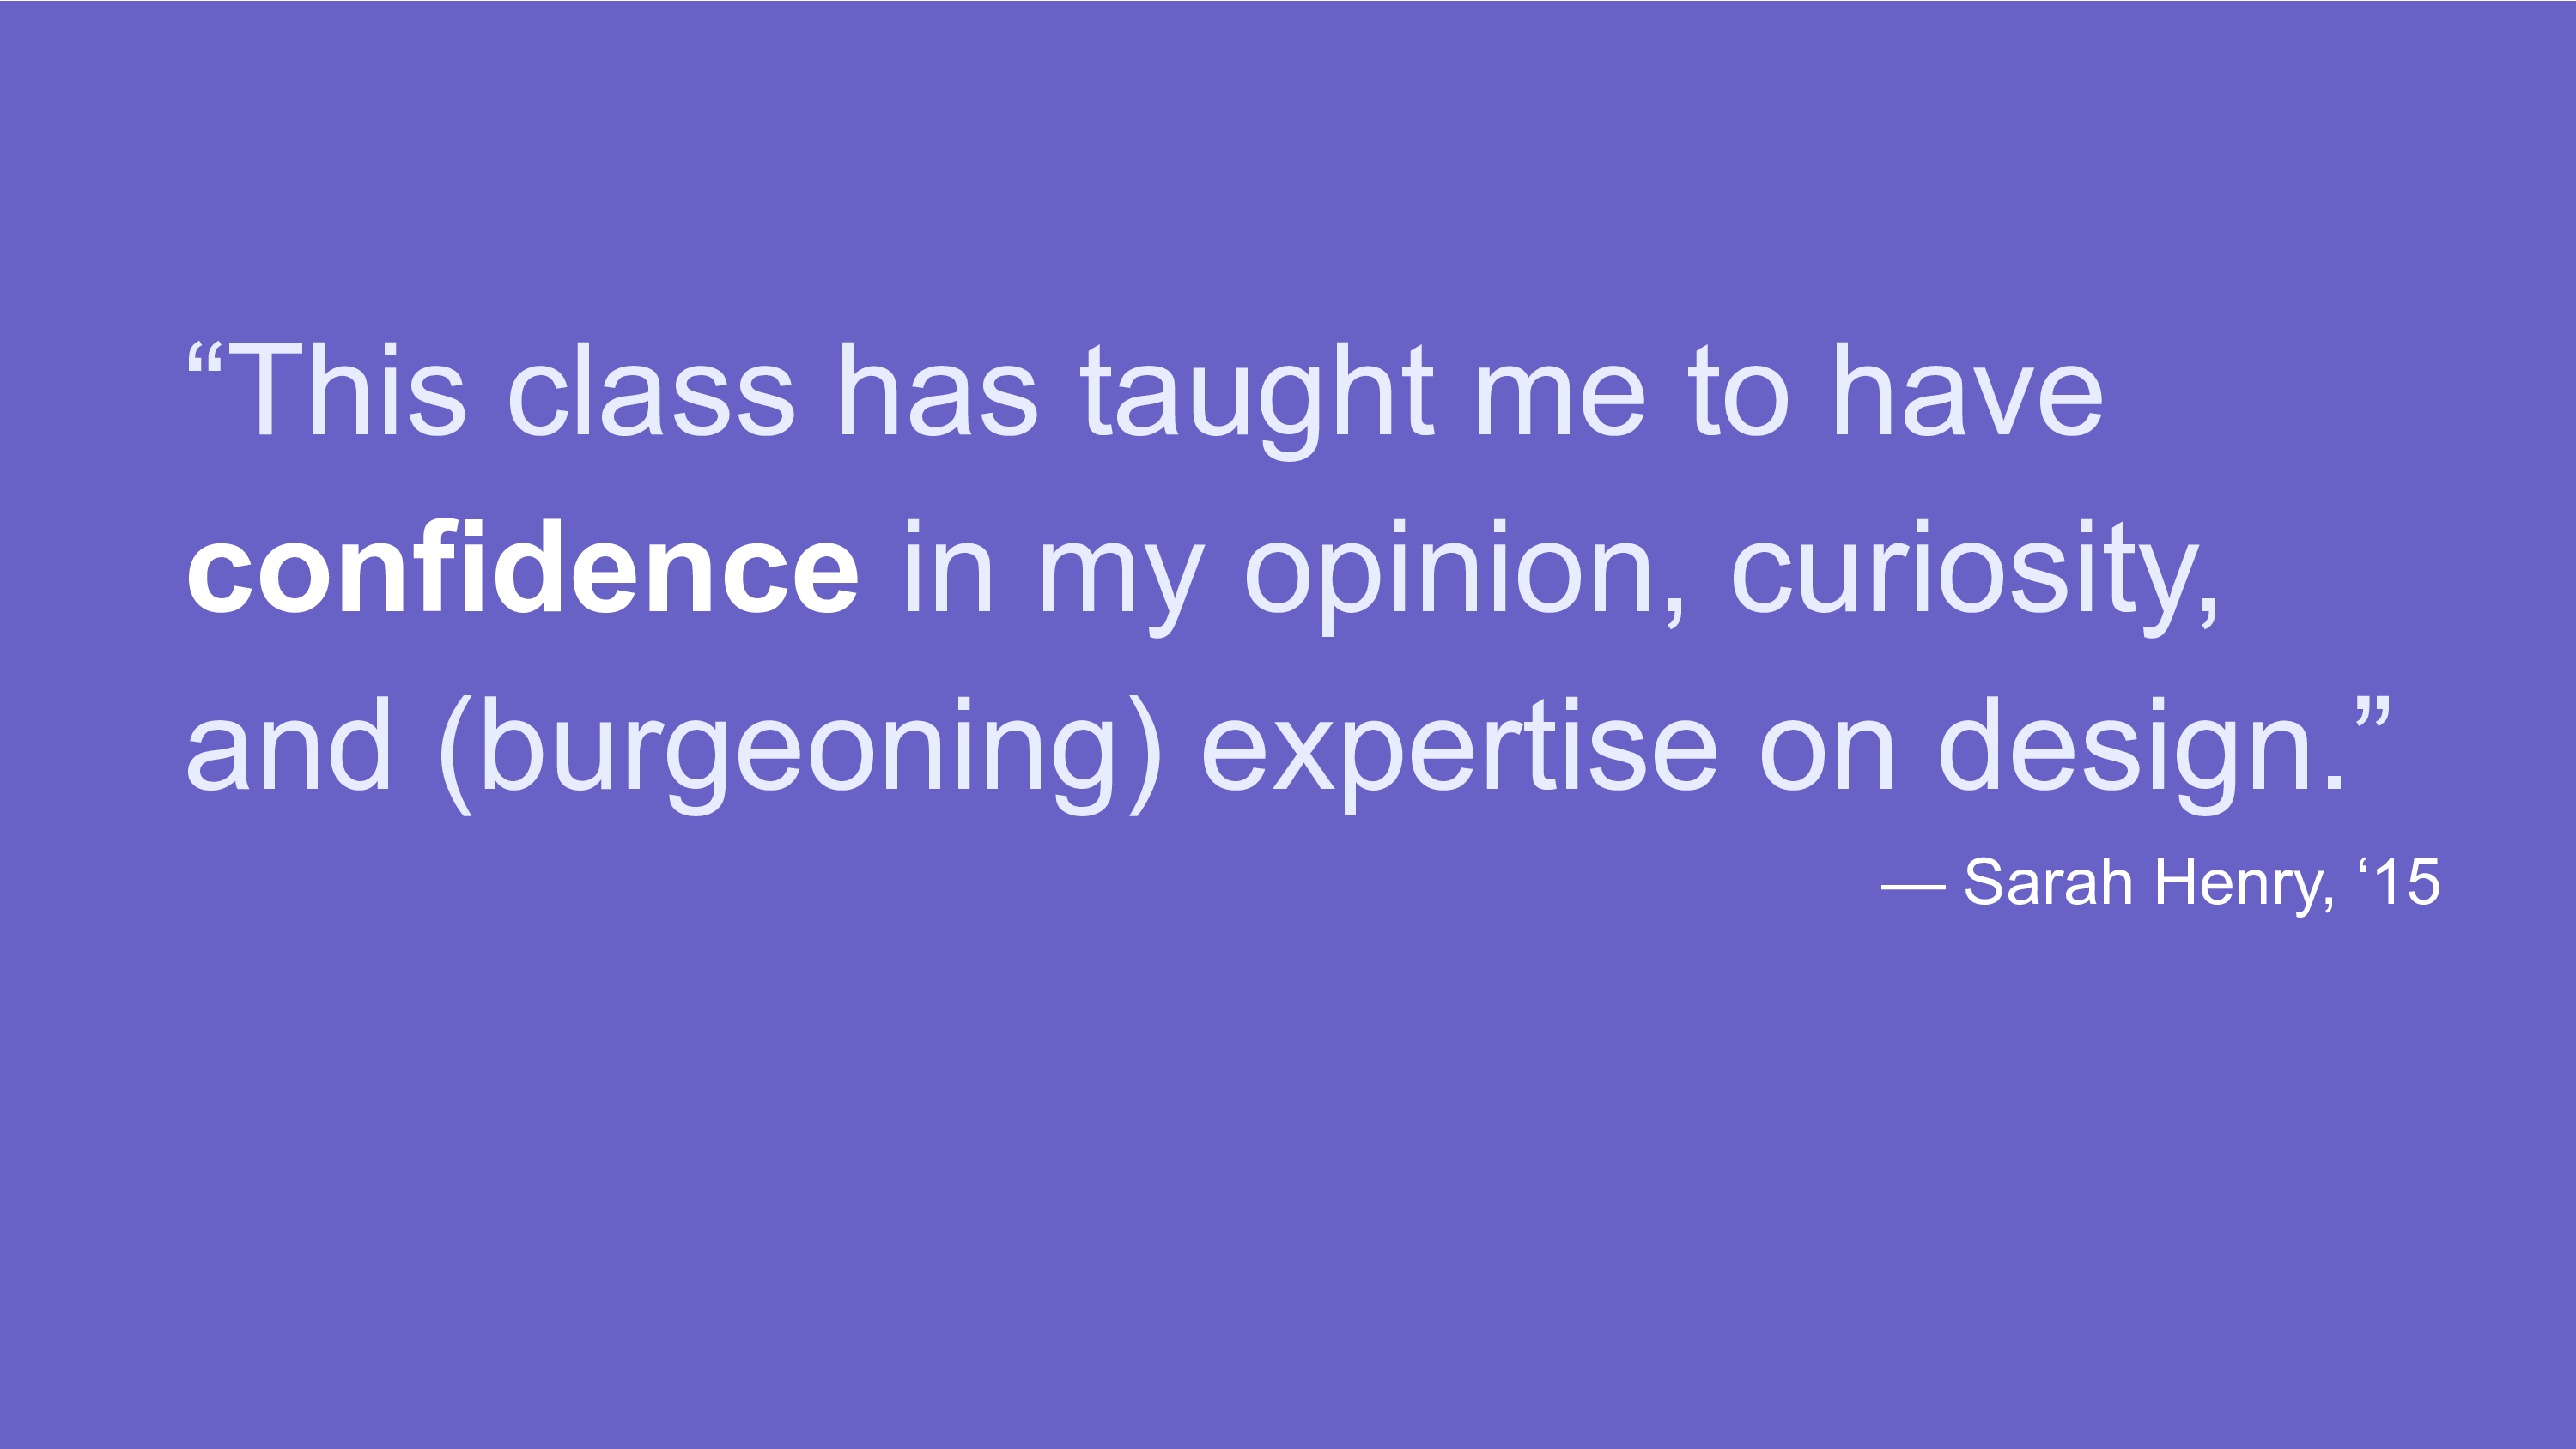 “This class has taught me to have
confidence in my opinion, curiosity,
and (burgeoning) expertise on design.”
— Sarah Henry, ‘15